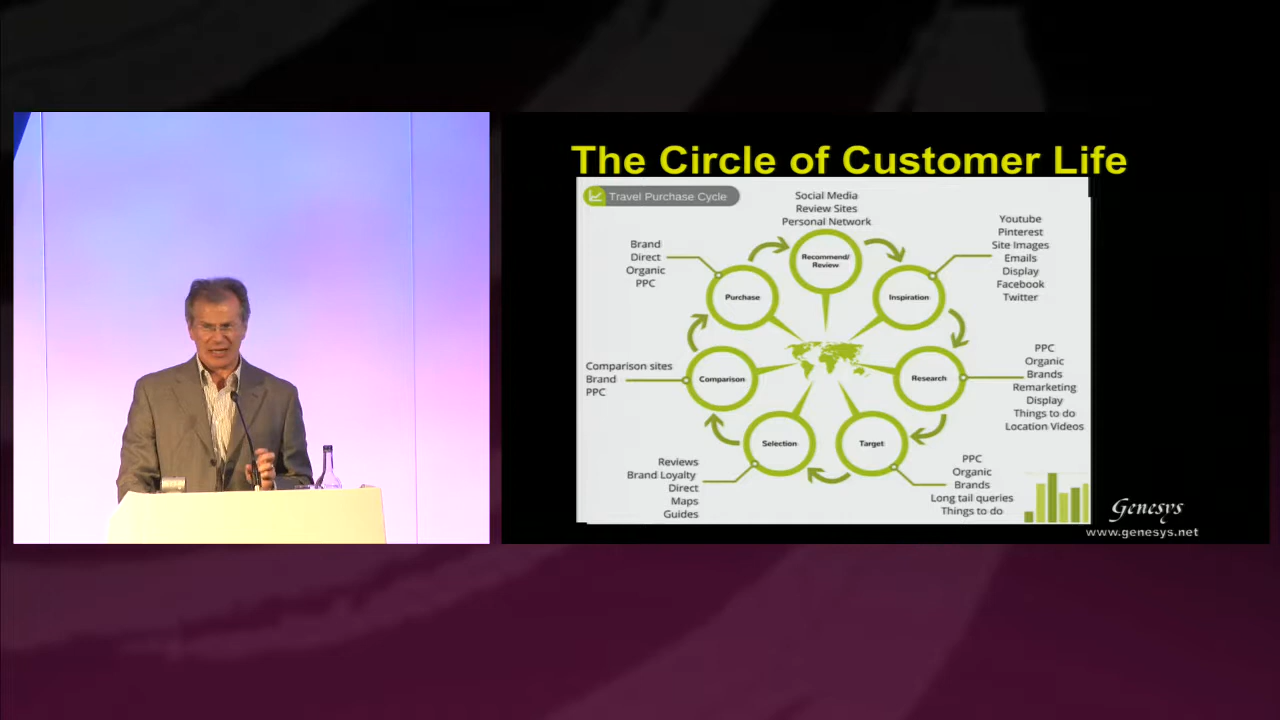 The Circle of Customer Life
Travel Purchase Cycle
Social Media
Review Sites
Personal Network
Recommend/
Review
Youtube
Pinterest
Site Images
Emails
Display
Facebook
Twitter
Inspiration
PPC
Organic
Brands
Remarketing
Display
Things to do
Location Videos
Research
PPC
Organic
Brands
Long tail queries
Things to do
Target
Reviews
Brand Loyalty
Direct
Maps
Guides
Selection
Comparison sites
Brand
PPC
Comparison
Brand
Direct
Organic
PPC
Purchase
Genesys
www.genesys.net